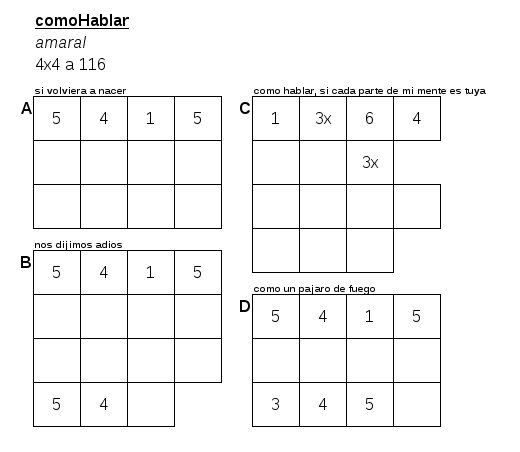 comoHablar
amaral
4x4 a 116
si volviera a nacer
A
5 4 1 5
nos dijimos adios
B
5 4 1 5
5 4
como hablar, si cada parte de mi mente es tuya
C
1 3x 6 4
3x
como un pajaro de fuego
D
5 4 1 5
3 4 5